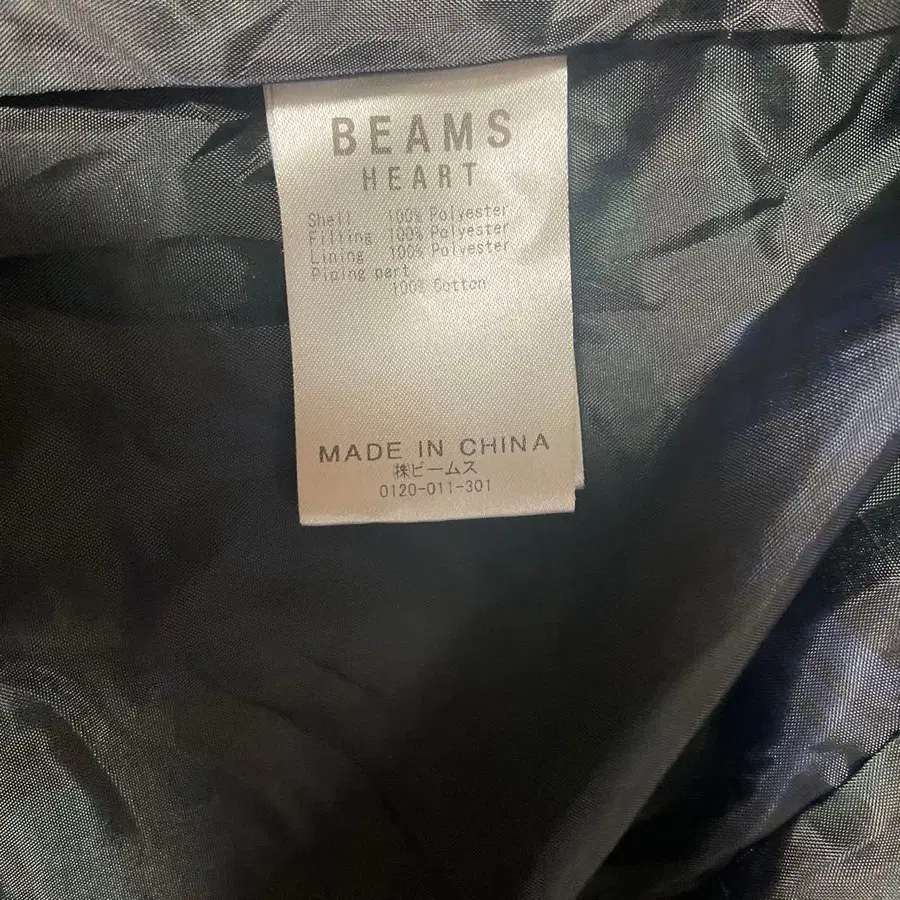 BEAMS
HEART
Shell 100% Polyester
Filling 100% Polyester
Lining 100% Polyester
Piping part
100% Cotton
MADE IN CHINA
㈱ビームス
0120-011-301